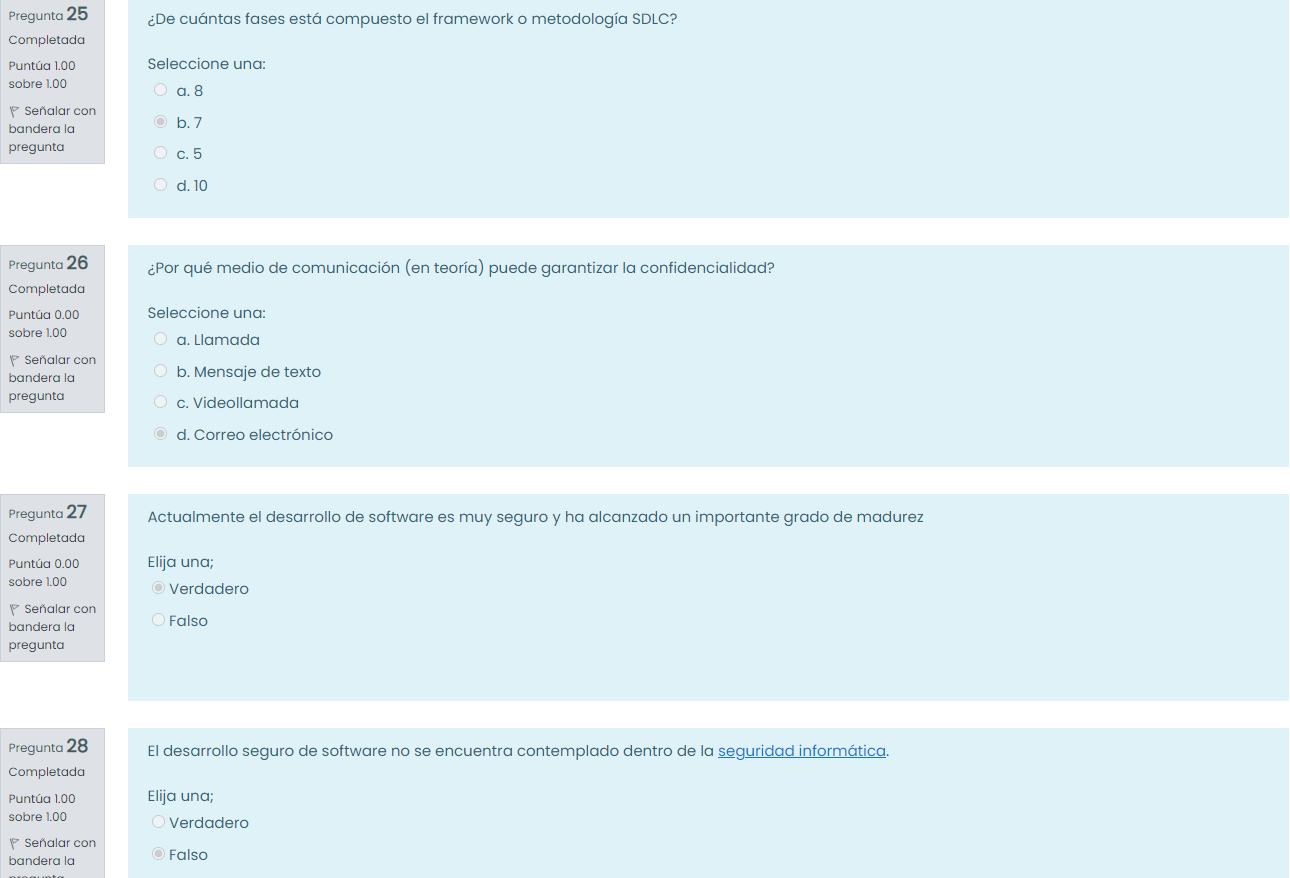 Pregunta 25
Completada
Puntúa 1.00
sobre 1.00
Señalar con
bandera la
pregunta
¿De cuántas fases está compuesto el framework o metodología SDLC?
Seleccione una:
a. 8
b. 7
c. 5
d. 10
Pregunta 26
Completada
Puntúa 0.00
sobre 1.00
Señalar con
bandera la
pregunta
¿Por qué medio de comunicación (en teoría) puede garantizar la confidencialidad?
Seleccione una:
a. Llamada
b. Mensaje de texto
c. Videollamada
d. Correo electrónico
Pregunta 27
Completada
Puntúa 0.00
sobre 1.00
Señalar con
bandera la
pregunta
Actualmente el desarrollo de software es muy seguro y ha alcanzado un importante grado de madurez
Elija una;
Verdadero
Falso
Pregunta 28
Completada
Puntúa 1.00
sobre 1.00
Señalar con
bandera la
pregunta
El desarrollo seguro de software no se encuentra contemplado dentro de la seguridad informática.
Elija una;
Verdadero
Falso